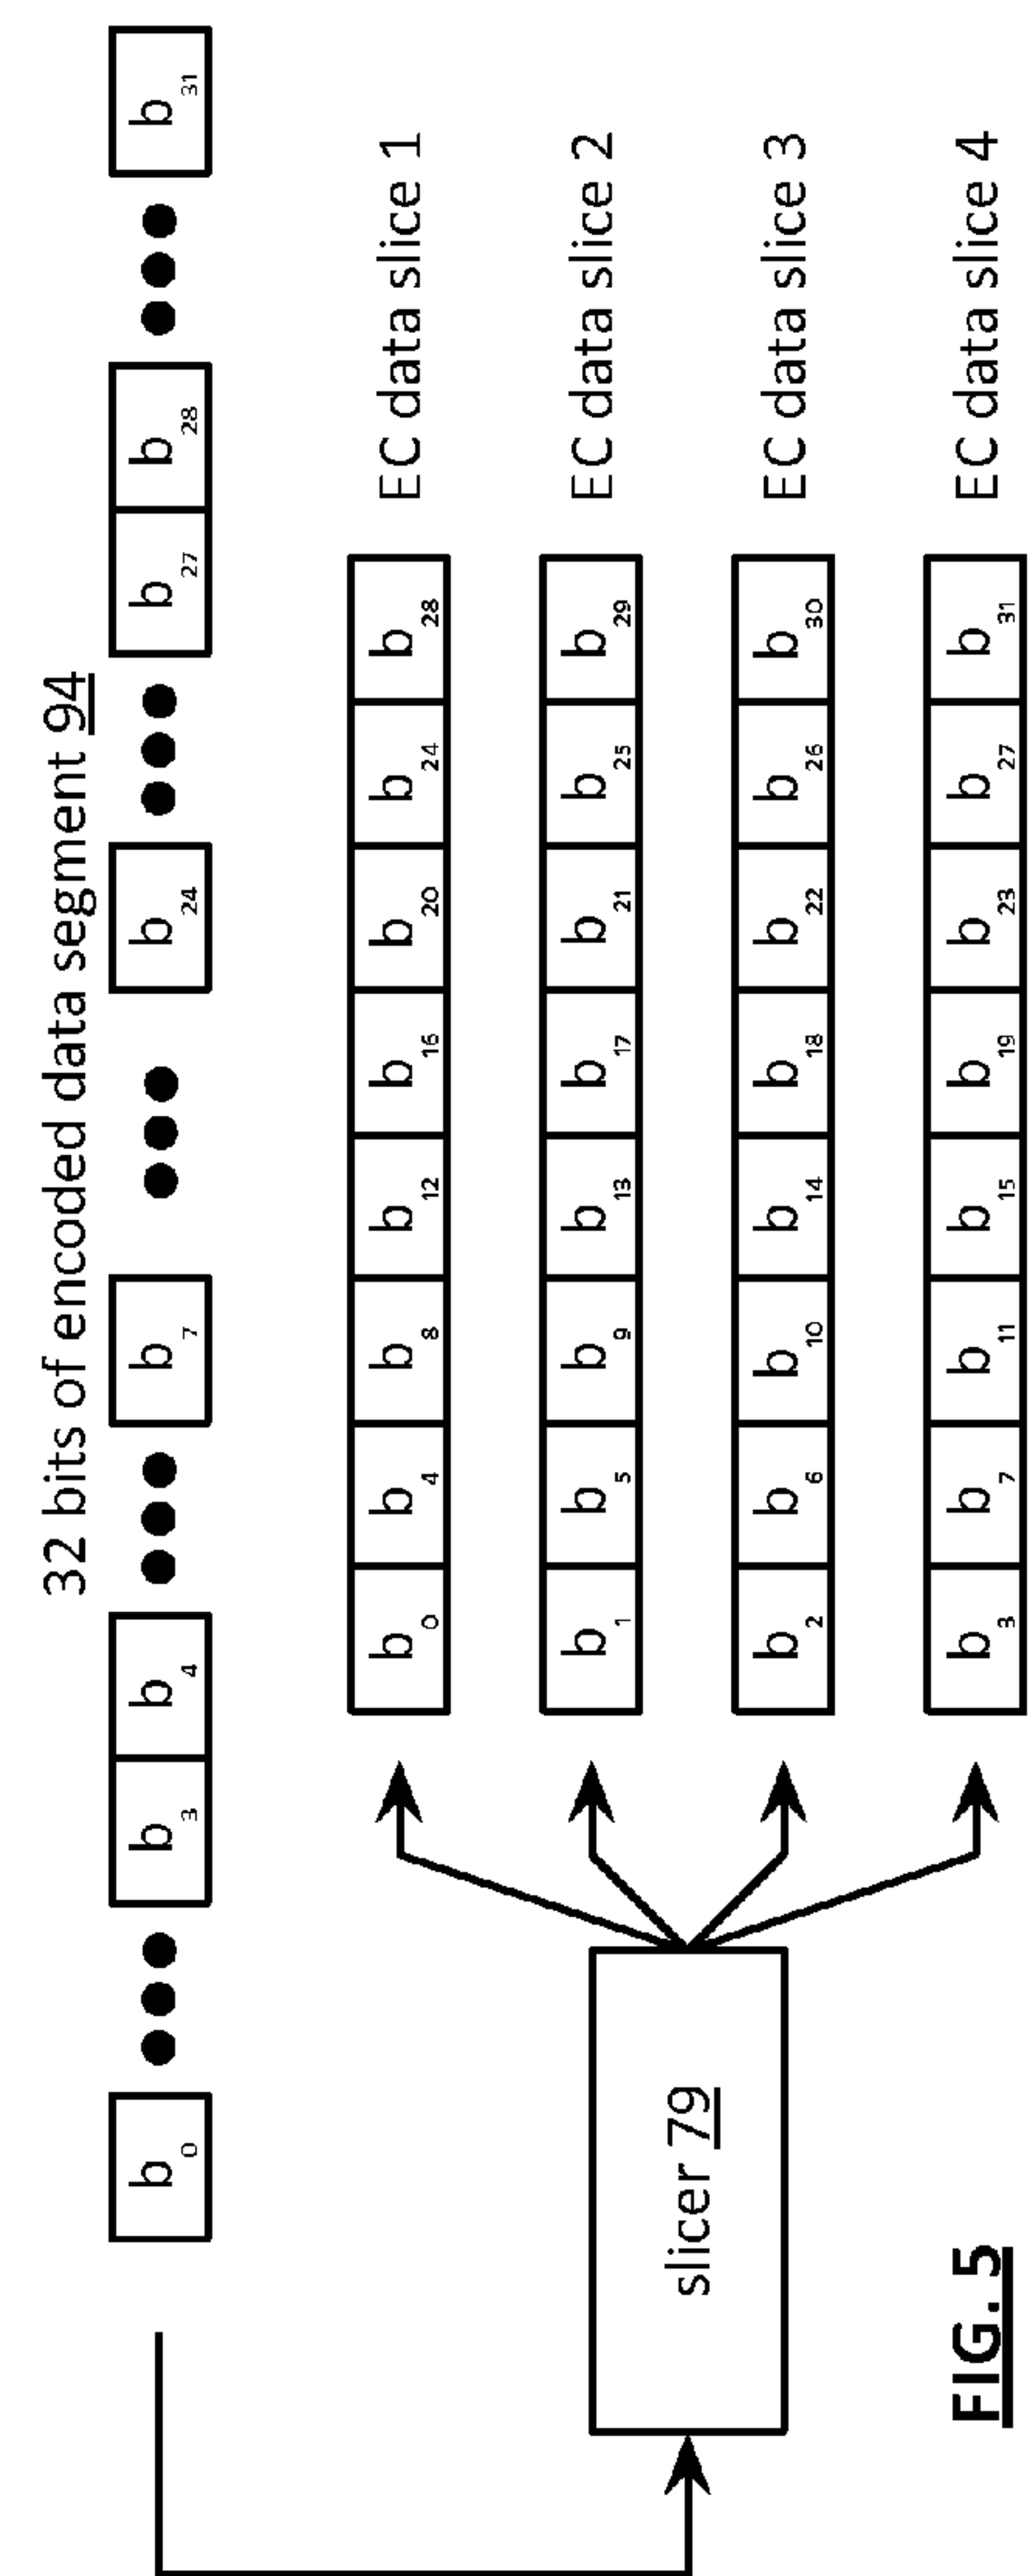 32 bits of encoded data segment 94
b0 ●●● b3 b4 ●●● b7 ●●● b24 ●●● b27 b28 ●●● b31
b0 b4 b8 b12 b16 b20 b24 b28 EC data slice 1
b1 b5 b9 b13 b17 b21 b25 b29 EC data slice 2
slicer 79
b2 b6 b10 b14 b18 b22 b26 b30 EC data slice 3
b3 b7 b11 b15 b19 b23 b27 b31 EC data slice 4
FIG. 5